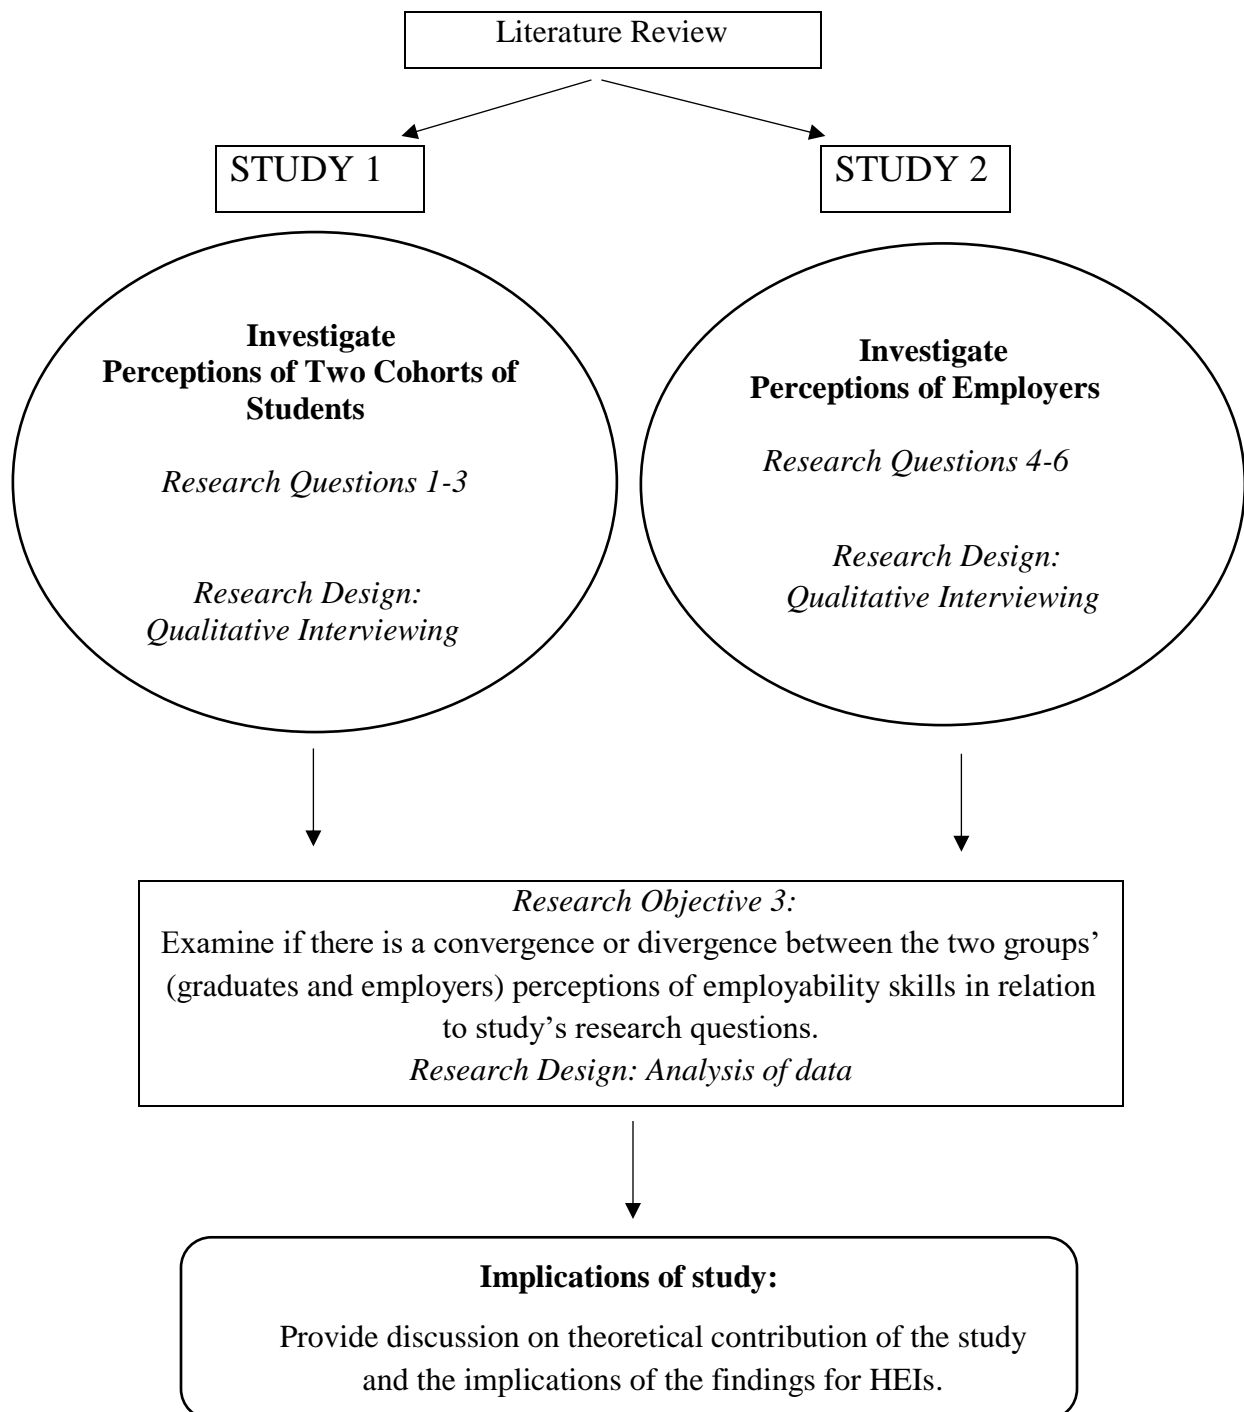 Literature Review
STUDY 1
STUDY 2
Investigate
Perceptions of Two Cohorts of
Students
Research Questions 1-3
Research Design:
Qualitative Interviewing
Investigate
Perceptions of Employers
Research Questions 4-6
Research Design:
Qualitative Interviewing
Research Objective 3:
Examine if there is a convergence or divergence between the two groups’
(graduates and employers) perceptions of employability skills in relation
to study’s research questions.
Research Design: Analysis of data
Implications of study:
Provide discussion on theoretical contribution of the study
and the implications of the findings for HEIs.